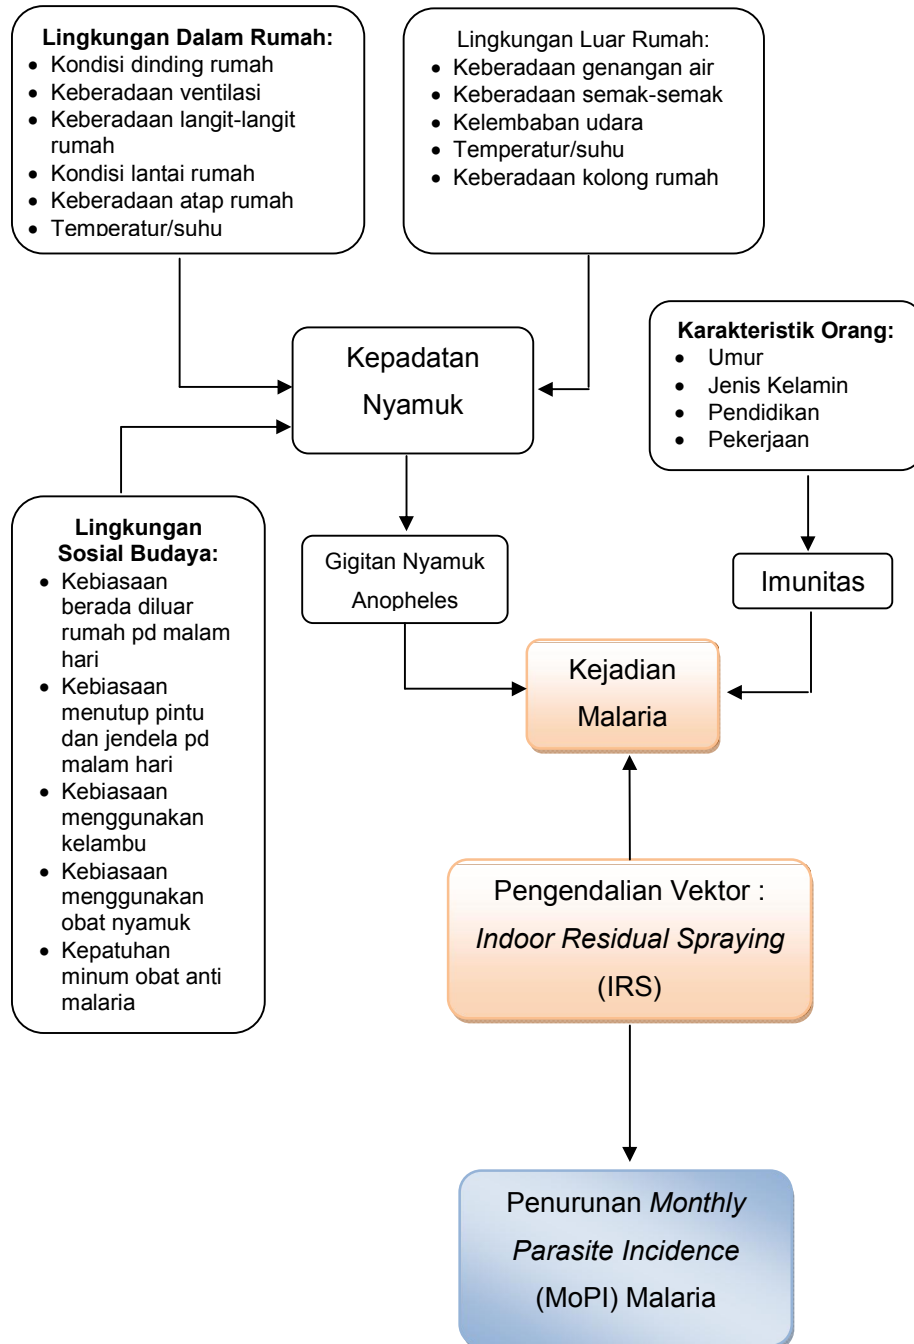 Lingkungan Dalam Rumah:
• Kondisi dinding rumah
• Keberadaan ventilasi
• Keberadaan langit-langit
rumah
• Kondisi lantai rumah
• Keberadaan atap rumah
• Temperatur/suhu
Lingkungan Luar Rumah:
• Keberadaan genangan air
• Keberadaan semak-semak
• Kelembaban udara
• Temperatur/suhu
• Keberadaan kolong rumah
Kepadatan
Nyamuk
Karakteristik Orang:
• Umur
• Jenis Kelamin
• Pendidikan
• Pekerjaan
Lingkungan
Sosial Budaya:
• Kebiasaan
berada diluar
rumah pd malam
hari
• Kebiasaan
menutup pintu
dan jendela pd
malam hari
• Kebiasaan
menggunakan
kelambu
• Kebiasaan
menggunakan
obat nyamuk
• Kepatuhan
minum obat anti
malaria
Gigitan Nyamuk
Anopheles
Imunitas
Kejadian
Malaria
Pengendalian Vektor :
Indoor Residual Spraying
(IRS)
Penurunan Monthly
Parasite Incidence
(MoPI) Malaria